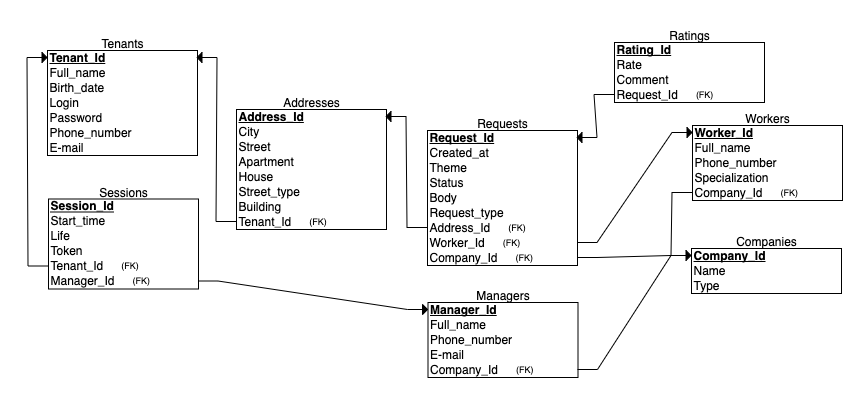 Tenants
Tenant_Id
Full_name
Birth_date
Login
Password
Phone_number
E-mail
Sessions
Session_Id
Start_time
Life
Token
Tenant_Id (FK)
Manager_Id (FK)
Addresses
Address_Id
City
Street
Apartment
House
Street_type
Building
Tenant_Id (FK)
Requests
Request_Id
Created_at
Theme
Status
Body
Request_type
Address_Id (FK)
Worker_Id (FK)
Company_Id (FK)
Managers
Manager_Id
Full_name
Phone_number
E-mail
Company_Id (FK)
Ratings
Rating_Id
Rate
Comment
Request_Id (FK)
Workers
Worker_Id
Full_name
Phone_number
Specialization
Company_Id (FK)
Companies
Company_Id
Name
Type